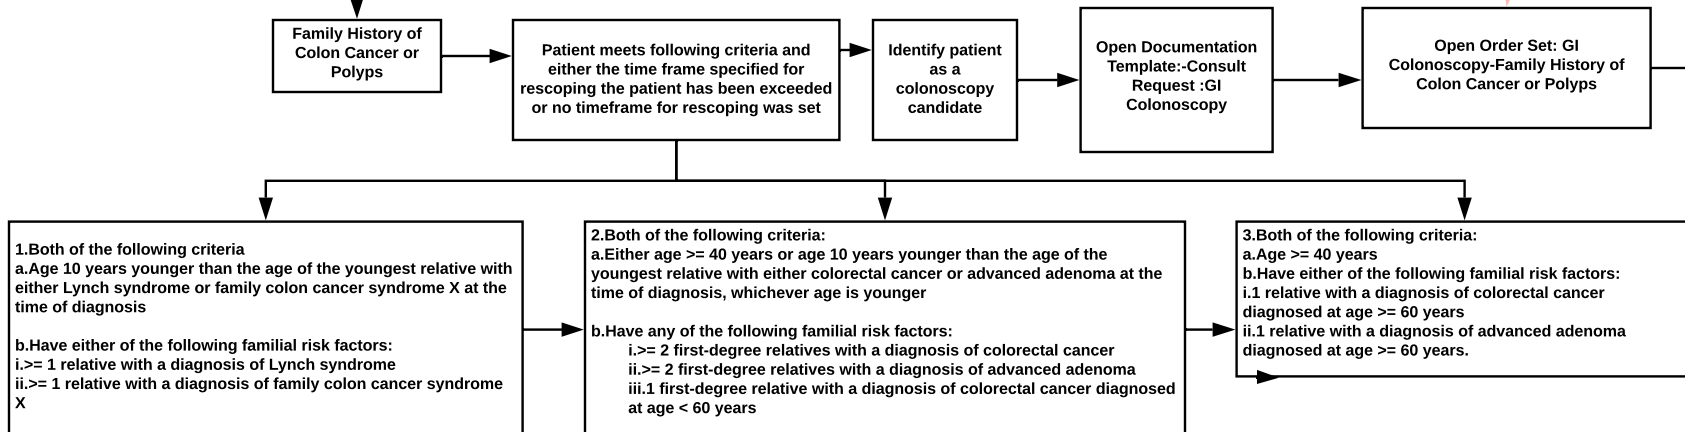 Family History of
Colon Cancer or
Polyps
Patient meets following criteria and
either the time frame specified for
rescoping the patient has been exceeded
or no timeframe for rescoping was set
Identify patient
as a
colonoscopy
candidate
Open Documentation
Template:-Consult
Request :GI
Colonoscopy
Open Order Set: GI
Colonoscopy-Family History of
Colon Cancer or Polyps
1.Both of the following criteria
a.Age 10 years younger than the age of the youngest relative with
either Lynch syndrome or family colon cancer syndrome X at the
time of diagnosis
b.Have either of the following familial risk factors:
i.>= 1 relative with a diagnosis of Lynch syndrome
ii.>= 1 relative with a diagnosis of family colon cancer syndrome
X
2.Both of the following criteria:
a.Either age >= 40 years or age 10 years younger than the age of the
youngest relative with either colorectal cancer or advanced adenoma at the
time of diagnosis, whichever age is younger
b.Have any of the following familial risk factors:
i.>= 2 first-degree relatives with a diagnosis of colorectal cancer
ii.>= 2 first-degree relatives with a diagnosis of advanced adenoma
iii.1 first-degree relative with a diagnosis of colorectal cancer diagnosed
at age < 60 years
3.Both of the following criteria:
a.Age >= 40 years
b.Have either of the following familial risk factors:
i.1 relative with a diagnosis of colorectal cancer
diagnosed at age >= 60 years
ii.1 relative with a diagnosis of advanced adenoma
diagnosed at age >= 60 years.